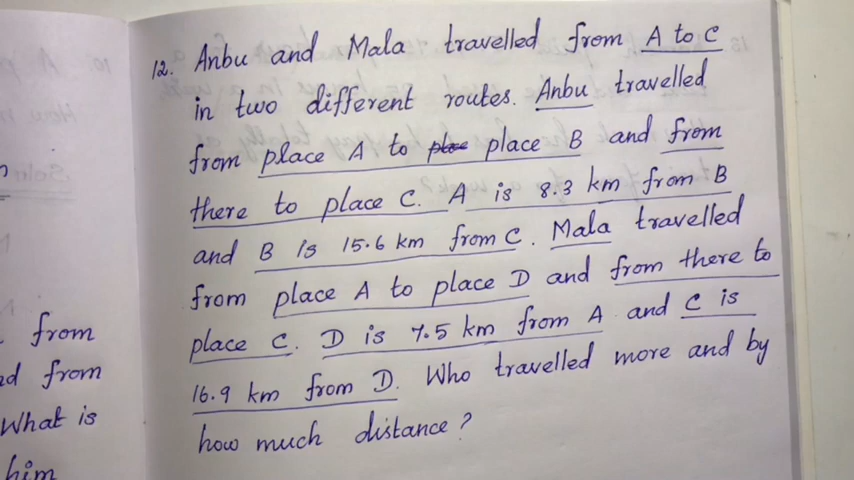 12. Anbu and Mala travelled from A to C
in two different routes. Anbu travelled
from place A to place B and from
there to place C. A is 8.3 km from B
and B is 15.6 km from C. Mala travelled
from place A to place D and from there to
place C. D is 7.5 km from A and C is
16.9 km from D. Who travelled more and by
how much distance?
from
from
What is
him